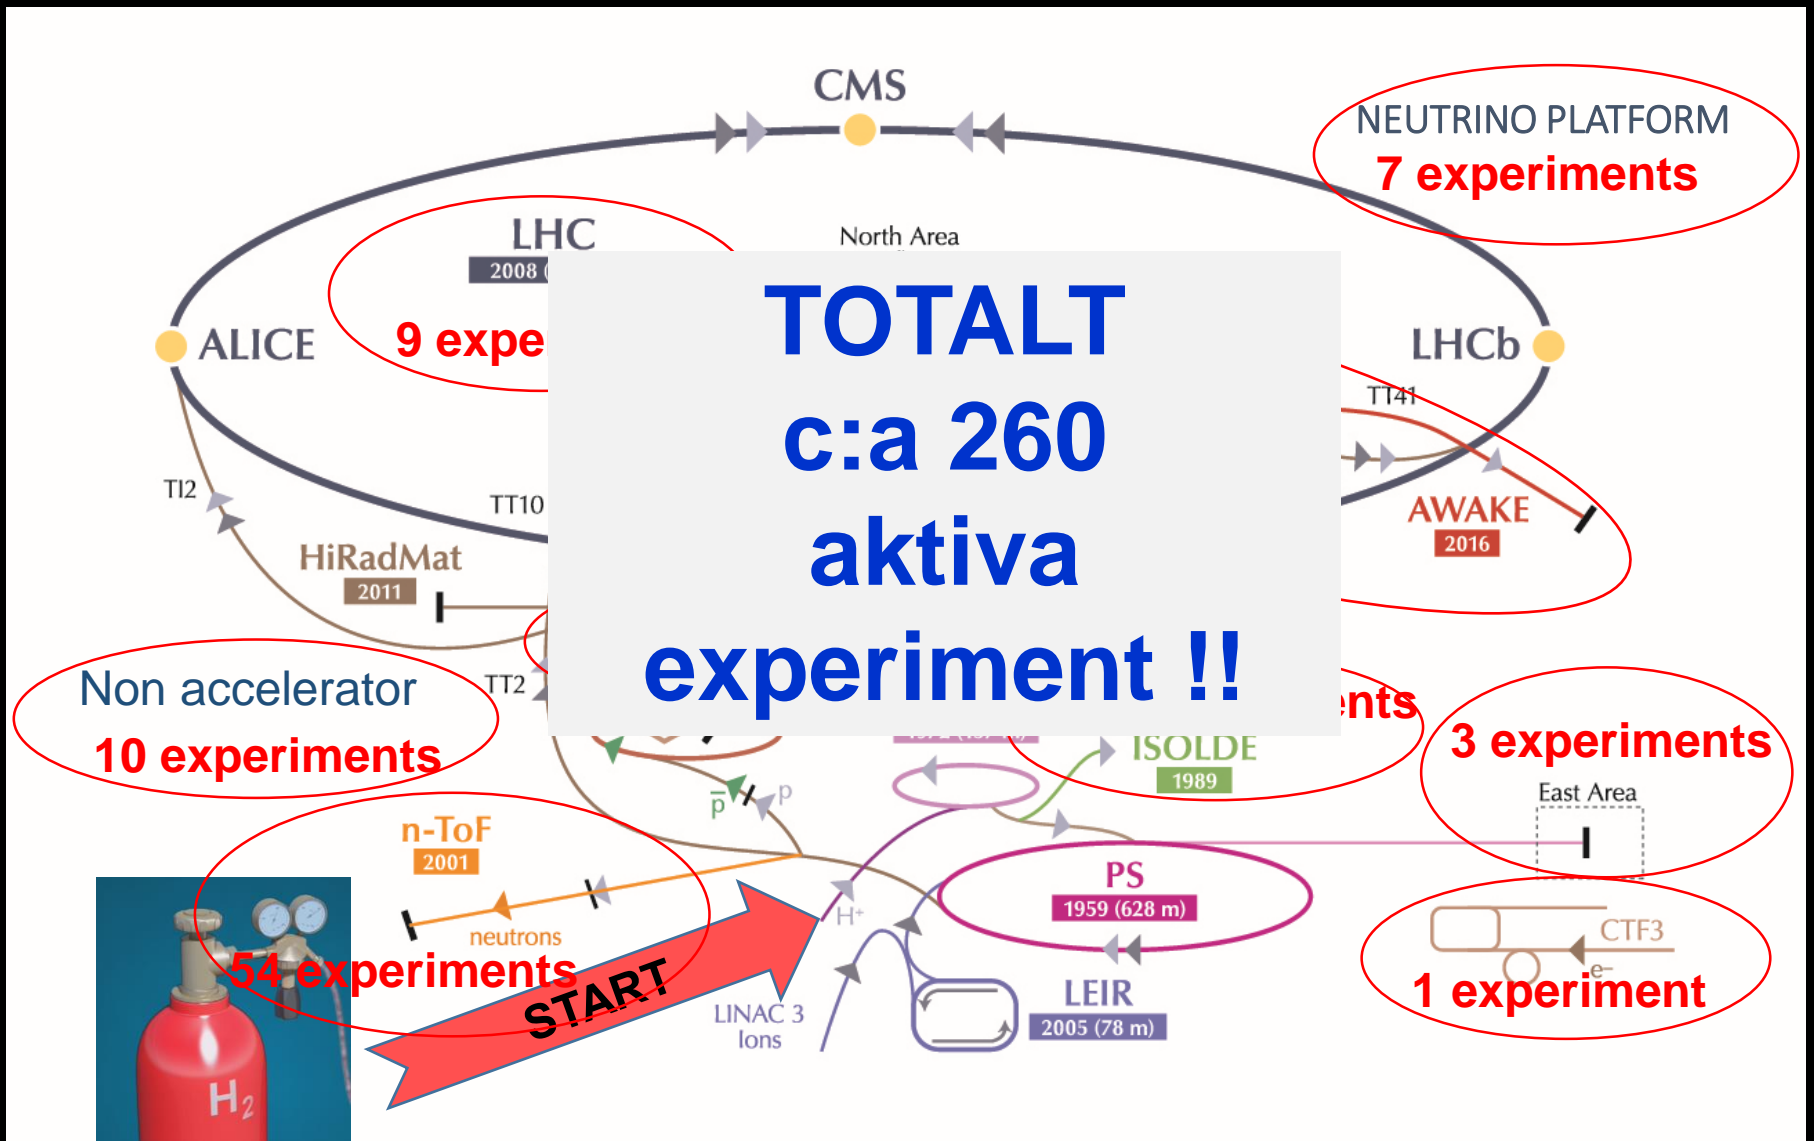 CMS
NEUTRINO PLATFORM
7 experiments
LHC
2008 (
North Area
9 expe
TOTALT
c:a 260
aktiva
experiment !!
ALICE
LHCb
TT41
TI2
TT10
AWAKE
2016
HiRadMat
2011
Non accelerator
10 experiments
TT2
nts
ISOLDE
1989
3 experiments
East Area
p
p
n-ToF
2001
neutrons
54 experiments
START
H+
PS
1959 (628 m)
CTF3
e−
1 experiment
LINAC 3
Ions
LEIR
2005 (78 m)
H2